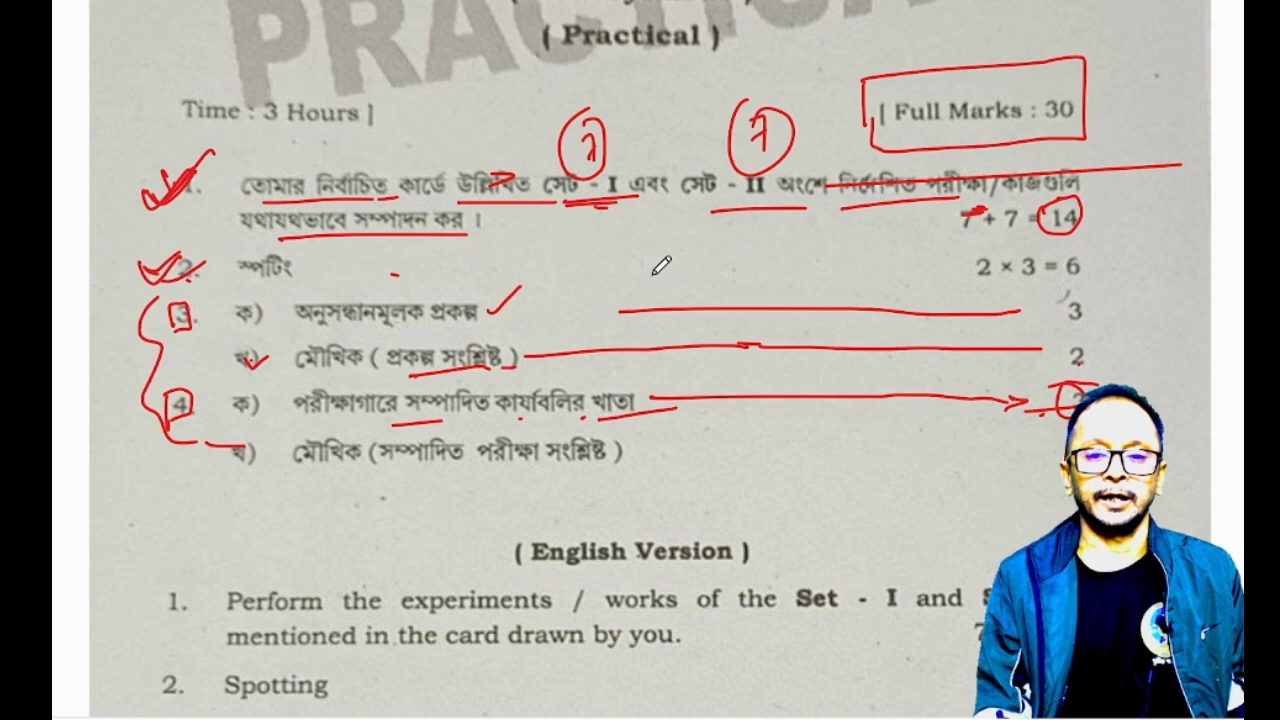 PRACTICAL
( Practical )
Time : 3 Hours ]
[ Full Marks : 30
7
7
1. তোমার নির্বাচিত কার্ডে উল্লিখিত সেট - I এবং সেট - II অংশে নির্দেশিত পরীক্ষা/কাজগুলি
যথাযথভাবে সম্পাদন কর ।
7 + 7 = 14
2. স্পটিং
2 × 3 = 6
3. ক) অনুসন্ধানমূলক প্রকল্প
3
খ) মৌখিক ( প্রকল্প সংশ্লিষ্ট )
2
4. ক) পরীক্ষাগারে সম্পাদিত কার্যাবলির খাতা
খ) মৌখিক (সম্পাদিত পরীক্ষা সংশ্লিষ্ট )
( English Version )
1. Perform the experiments / works of the Set - I and
mentioned in the card drawn by you.
2. Spotting